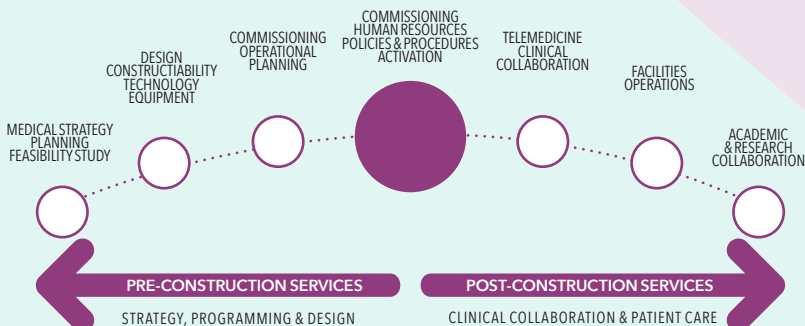 MEDICAL STRATEGY
PLANNING
FEASIBILITY STUDY
DESIGN
CONSTRUCTIABILITY
TECHNOLOGY
EQUIPMENT
COMMISSIONING
OPERATIONAL
PLANNING
COMMISSIONING
HUMAN RESOURCES
POLICIES & PROCEDURES
ACTIVATION
TELEMEDICINE
CLINICAL
COLLABORATION
FACILITIES
OPERATIONS
ACADEMIC
& RESEARCH
COLLABORATION
PRE-CONSTRUCTION SERVICES
POST-CONSTRUCTION SERVICES
STRATEGY, PROGRAMMING & DESIGN
CLINICAL COLLABORATION & PATIENT CARE